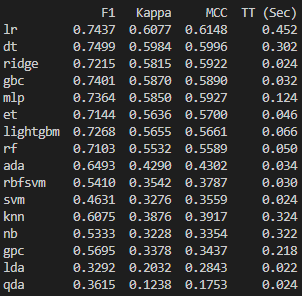 F1 Kappa MCC TT (Sec)
lr 0.7437 0.6077 0.6148 0.452
dt 0.7499 0.5984 0.5996 0.302
ridge 0.7215 0.5815 0.5922 0.024
gbc 0.7401 0.5870 0.5890 0.032
mlp 0.7364 0.5850 0.5927 0.124
et 0.7144 0.5636 0.5700 0.046
lightgbm 0.7268 0.5655 0.5661 0.066
rf 0.7103 0.5532 0.5589 0.050
ada 0.6493 0.4290 0.4302 0.034
rbfsvm 0.5410 0.3542 0.3787 0.030
svm 0.4631 0.3276 0.3559 0.024
knn 0.6075 0.3876 0.3917 0.324
nb 0.5333 0.3228 0.3354 0.322
gpc 0.5695 0.3378 0.3437 0.218
lda 0.3292 0.2032 0.2843 0.022
qda 0.3615 0.1238 0.1753 0.024